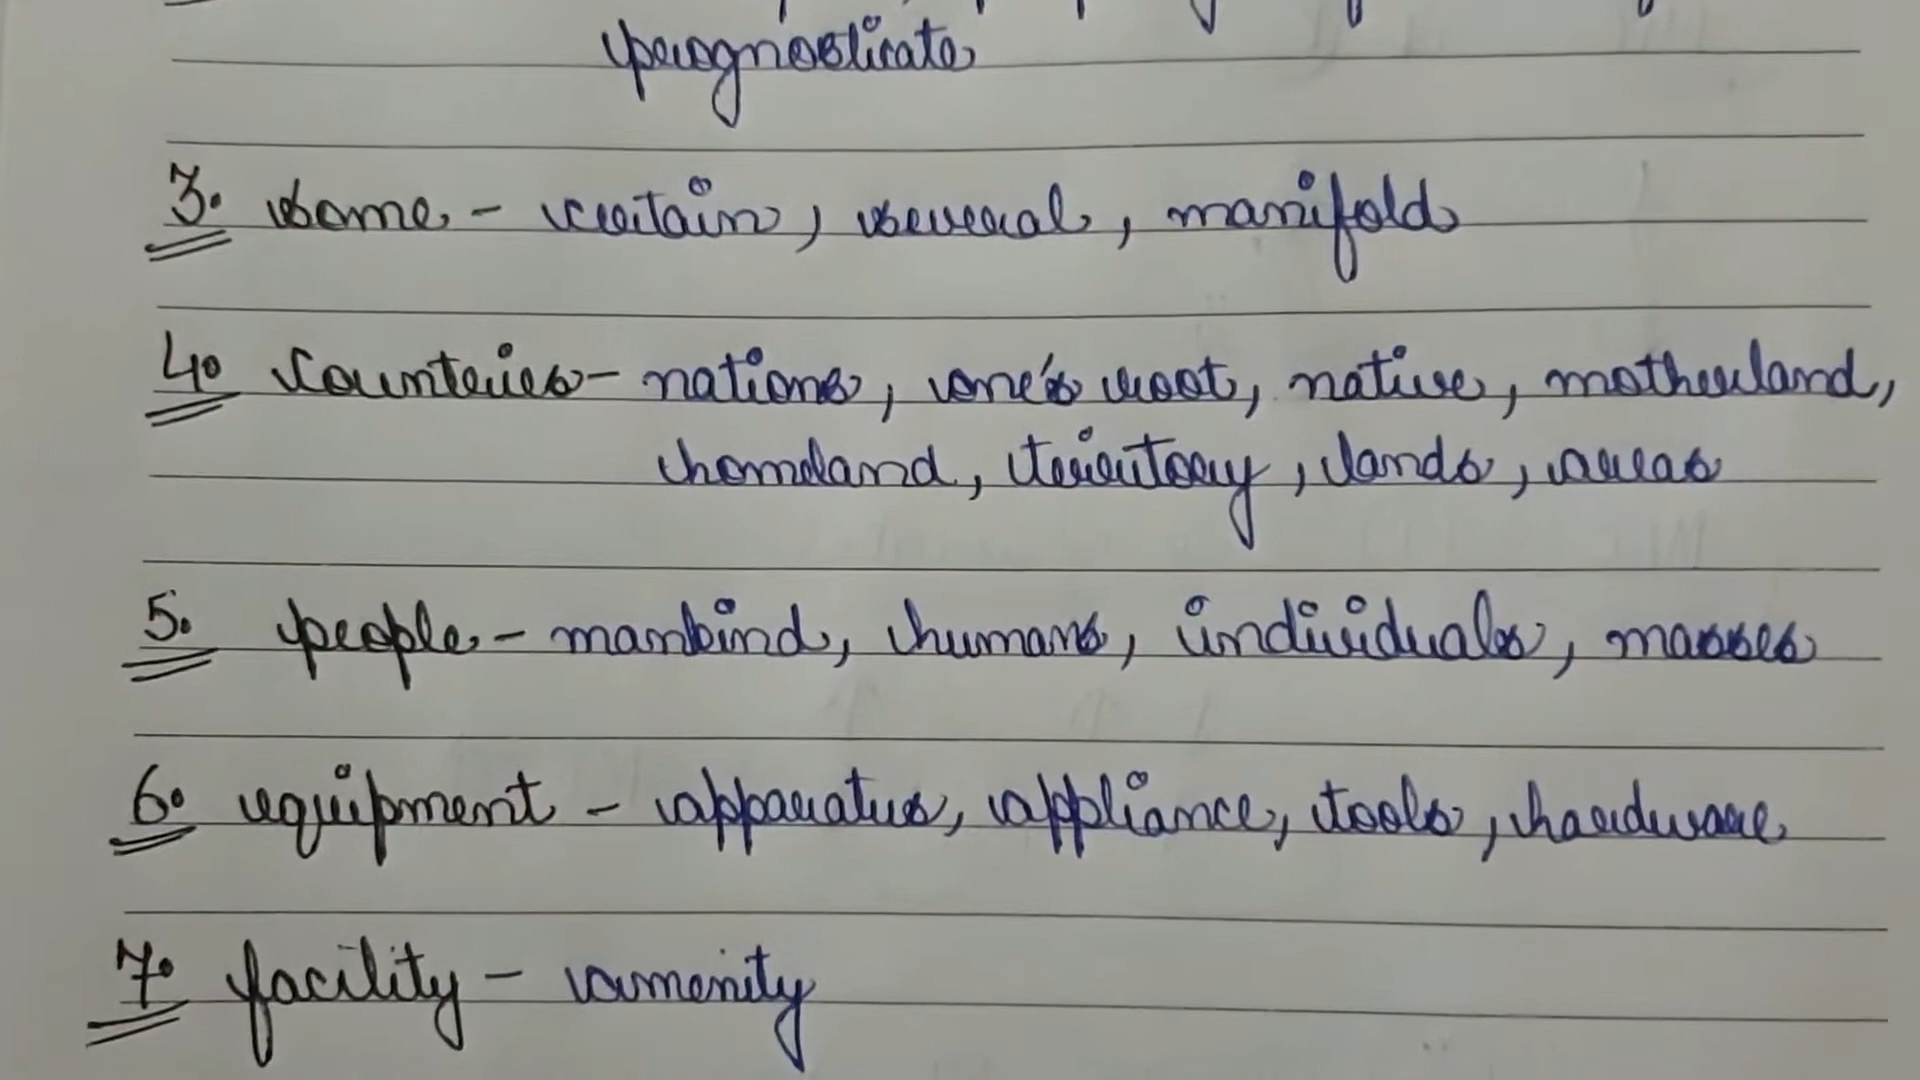 prognosticate
3. some - certain, several, manifold
4. Countries - nations, one's root, native, motherland,
homeland, territory, lands, areas
5. people - mankind, humans, individuals, masses
6. equipment - apparatus, appliance, tools, hardware
7. facility - amenity